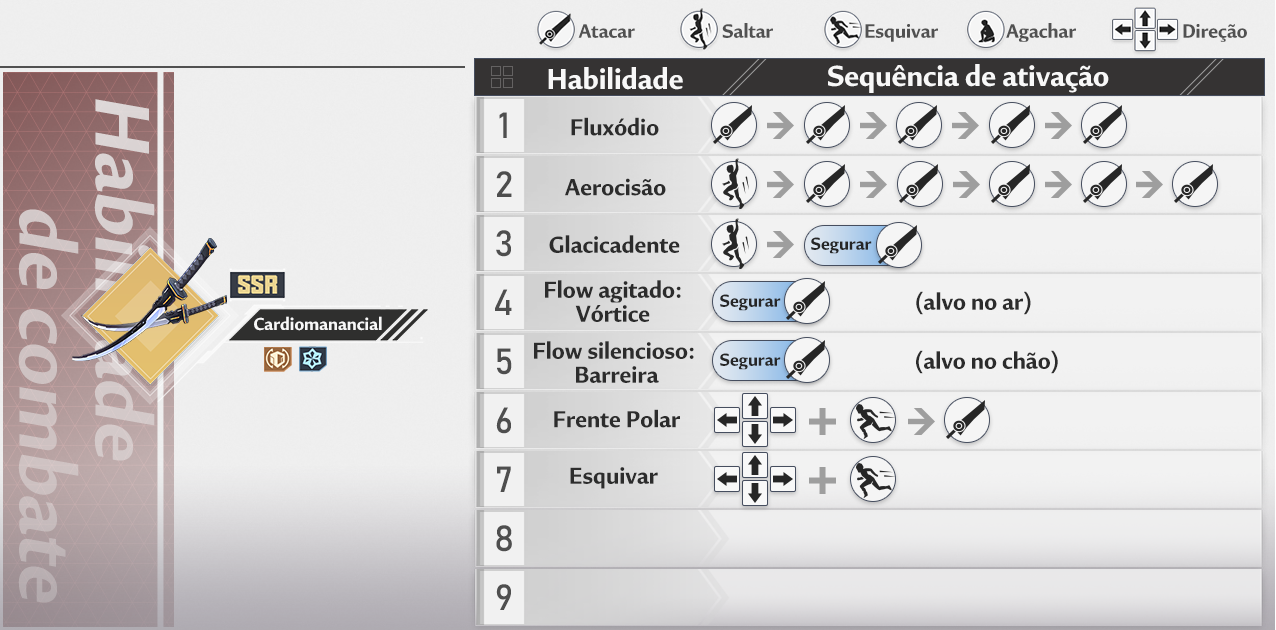 Atacar Saltar Esquivar Agachar Direção
Habilidade Sequência de ativação
Habilidade
de combate
SSR
Cardiomanancial
1 Fluxódio
2 Aerocisão
3 Glacicadente Segurar
4 Flow agitado:
Vórtice Segurar (alvo no ar)
5 Flow silencioso:
Barreira Segurar (alvo no chão)
6 Frente Polar
7 Esquivar
8
9